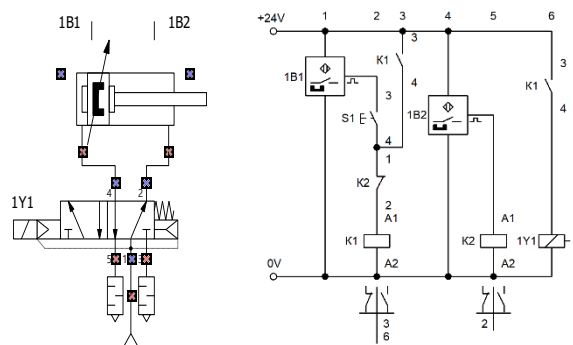 1B1 1B2
4 2
1Y1
5 1 3
+24V 1 2 3 4 5 6
3 3
K1
1B1
4 K1
3 4
S1
1B2
4
1
K2
2
A1 A1
K1 K2 1Y1
A2 A2
0V
3 2
6